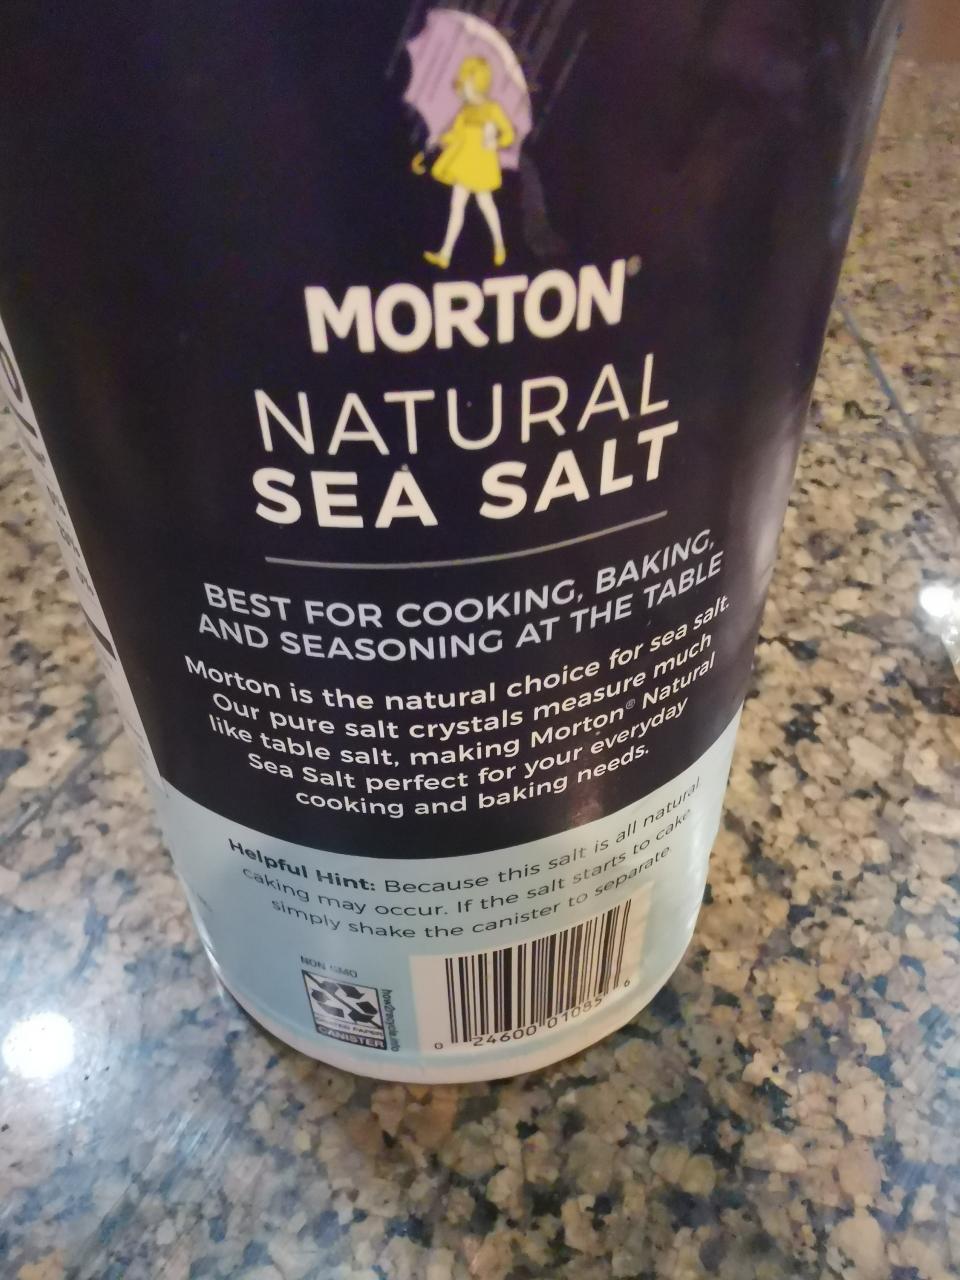 MORTON®
NATURAL
SEA SALT
BEST FOR COOKING, BAKING,
AND SEASONING AT THE TABLE
Morton is the natural choice for sea salt.
Our pure salt crystals measure much
like table salt, making Morton® Natural
Sea Salt perfect for your everyday
cooking and baking needs.
Helpful Hint: Because this salt is all natural
caking may occur. If the salt starts to cake
simply shake the canister to separate
NON GMO
PAPER
CANISTER
how2recycle.info
0 24600 01085 6